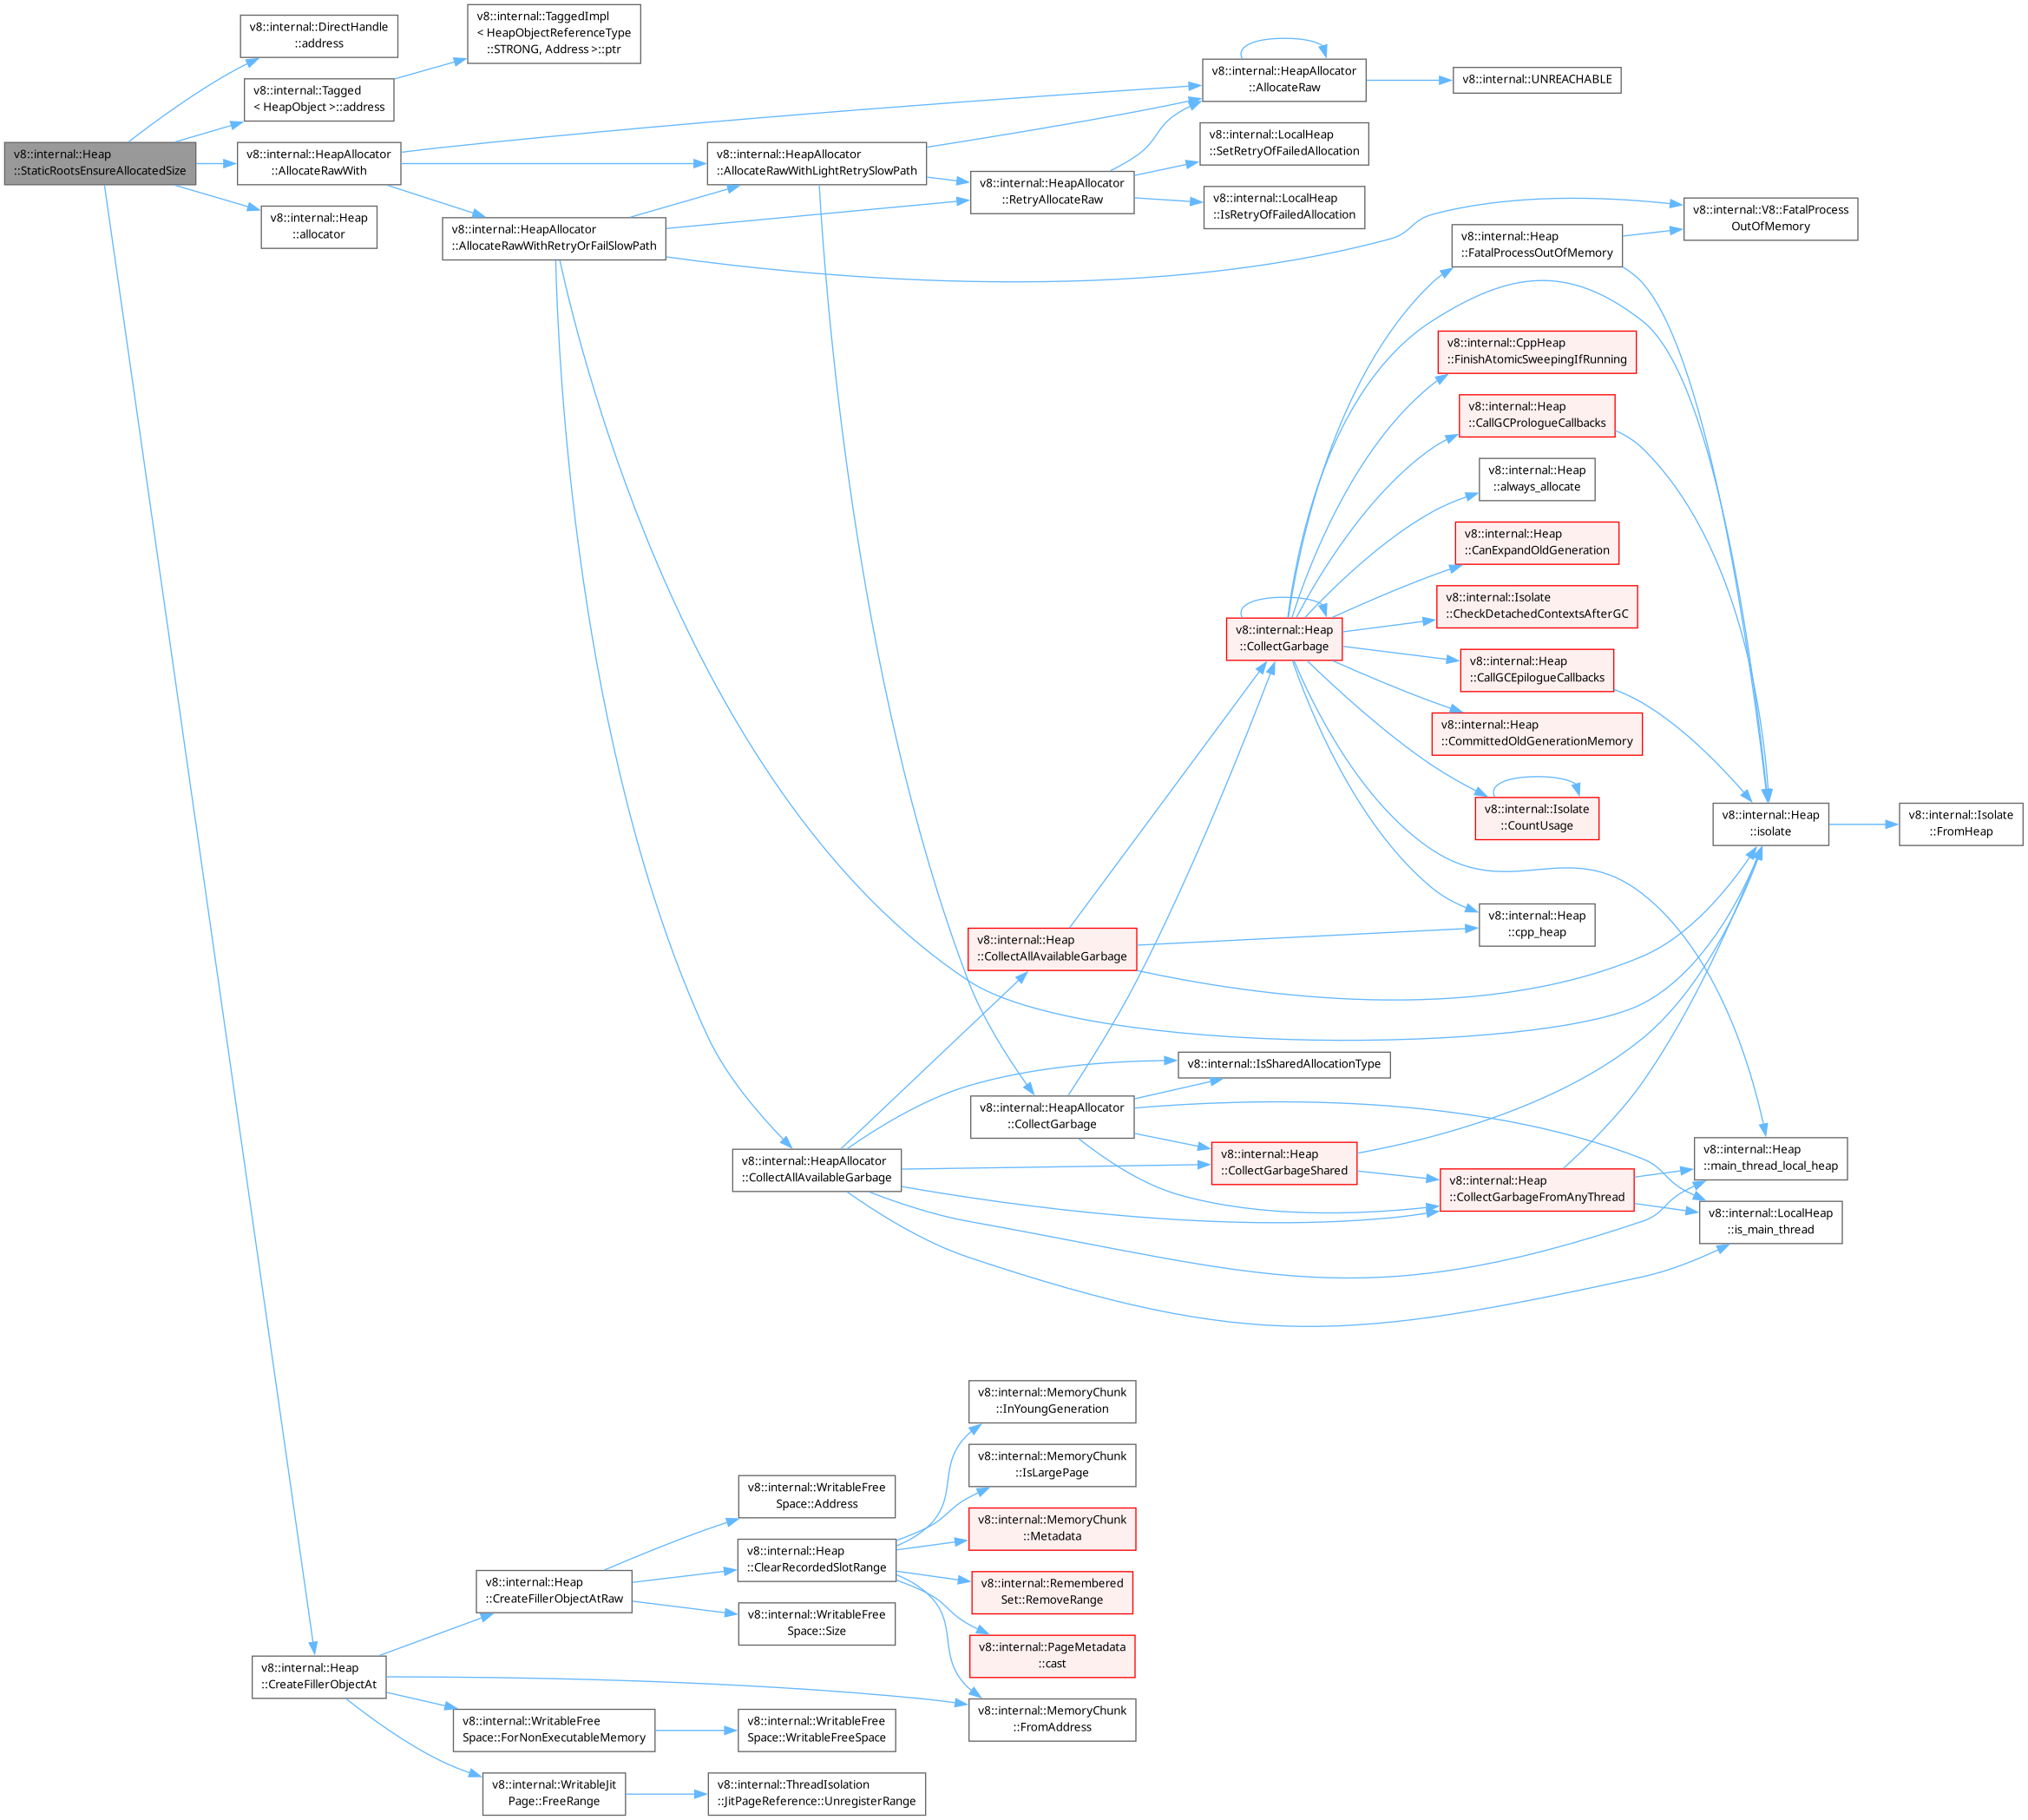 v8::internal::Heap
::StaticRootsEnsureAllocatedSize
v8::internal::DirectHandle
::address
v8::internal::Tagged
< HeapObject >::address
v8::internal::TaggedImpl
< HeapObjectReferenceType
::STRONG, Address >::ptr
v8::internal::HeapAllocator
::AllocateRawWith
v8::internal::Heap
::allocator
v8::internal::HeapAllocator
::AllocateRawWithRetryOrFailSlowPath
v8::internal::HeapAllocator
::AllocateRawWithLightRetrySlowPath
v8::internal::HeapAllocator
::RetryAllocateRaw
v8::internal::HeapAllocator
::AllocateRaw
v8::internal::UNREACHABLE
v8::internal::LocalHeap
::SetRetryOfFailedAllocation
v8::internal::LocalHeap
::IsRetryOfFailedAllocation
v8::internal::V8::FatalProcess
OutOfMemory
v8::internal::Heap
::FatalProcessOutOfMemory
v8::internal::CppHeap
::FinishAtomicSweepingIfRunning
v8::internal::Heap
::CallGCPrologueCallbacks
v8::internal::Heap
::always_allocate
v8::internal::Heap
::CanExpandOldGeneration
v8::internal::Isolate
::CheckDetachedContextsAfterGC
v8::internal::Heap
::CollectGarbage
v8::internal::Heap
::CallGCEpilogueCallbacks
v8::internal::Heap
::CommittedOldGenerationMemory
v8::internal::Isolate
::CountUsage
v8::internal::Heap
::isolate
v8::internal::Isolate
::FromHeap
v8::internal::Heap
::cpp_heap
v8::internal::Heap
::CollectAllAvailableGarbage
v8::internal::IsSharedAllocationType
v8::internal::HeapAllocator
::CollectGarbage
v8::internal::HeapAllocator
::CollectAllAvailableGarbage
v8::internal::Heap
::CollectGarbageShared
v8::internal::Heap
::CollectGarbageFromAnyThread
v8::internal::Heap
::main_thread_local_heap
v8::internal::LocalHeap
::is_main_thread
v8::internal::MemoryChunk
::InYoungGeneration
v8::internal::MemoryChunk
::IsLargePage
v8::internal::WritableFree
Space::Address
v8::internal::MemoryChunk
::Metadata
v8::internal::Heap
::ClearRecordedSlotRange
v8::internal::Heap
::CreateFillerObjectAtRaw
v8::internal::Remembered
Set::RemoveRange
v8::internal::WritableFree
Space::Size
v8::internal::PageMetadata
::cast
v8::internal::Heap
::CreateFillerObjectAt
v8::internal::MemoryChunk
::FromAddress
v8::internal::WritableFree
Space::ForNonExecutableMemory
v8::internal::WritableFree
Space::WritableFreeSpace
v8::internal::WritableJit
Page::FreeRange
v8::internal::ThreadIsolation
::JitPageReference::UnregisterRange